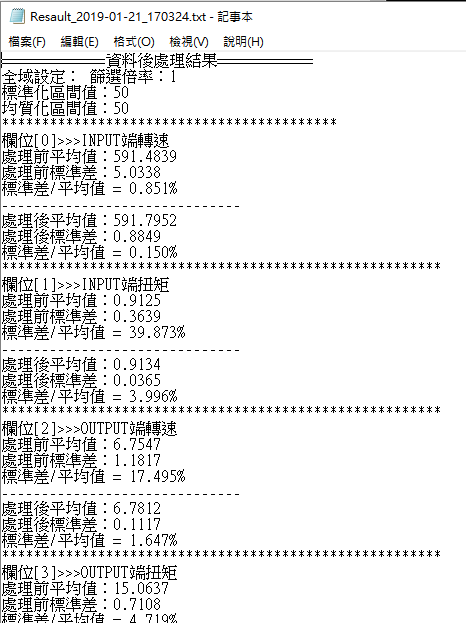 Resault_2019-01-21_170324.txt - 記事本
檔案(F) 編輯(E) 格式(O) 檢視(V) 說明(H)
═════════════資料後處理結果════════════
全域設定： 篩選倍率：1
標準化區間值：50
均質化區間值：50
******************************************
欄位[0]>>>INPUT端轉速
處理前平均值：591.4839
處理前標準差：5.0338
標準差/平均值 = 0.851%
------------------------------
處理後平均值：591.7952
處理後標準差：0.8849
標準差/平均值 = 0.150%
*******************************************************
欄位[1]>>>INPUT端扭矩
處理前平均值：0.9125
處理前標準差：0.3639
標準差/平均值 = 39.873%
------------------------------
處理後平均值：0.9134
處理後標準差：0.0365
標準差/平均值 = 3.996%
*******************************************************
欄位[2]>>>OUTPUT端轉速
處理前平均值：6.7547
處理前標準差：1.1817
標準差/平均值 = 17.495%
------------------------------
處理後平均值：6.7812
處理後標準差：0.1117
標準差/平均值 = 1.647%
*******************************************************
欄位[3]>>>OUTPUT端扭矩
處理前平均值：15.0637
處理前標準差：0.7108
標準差/平均值 = 4.719%